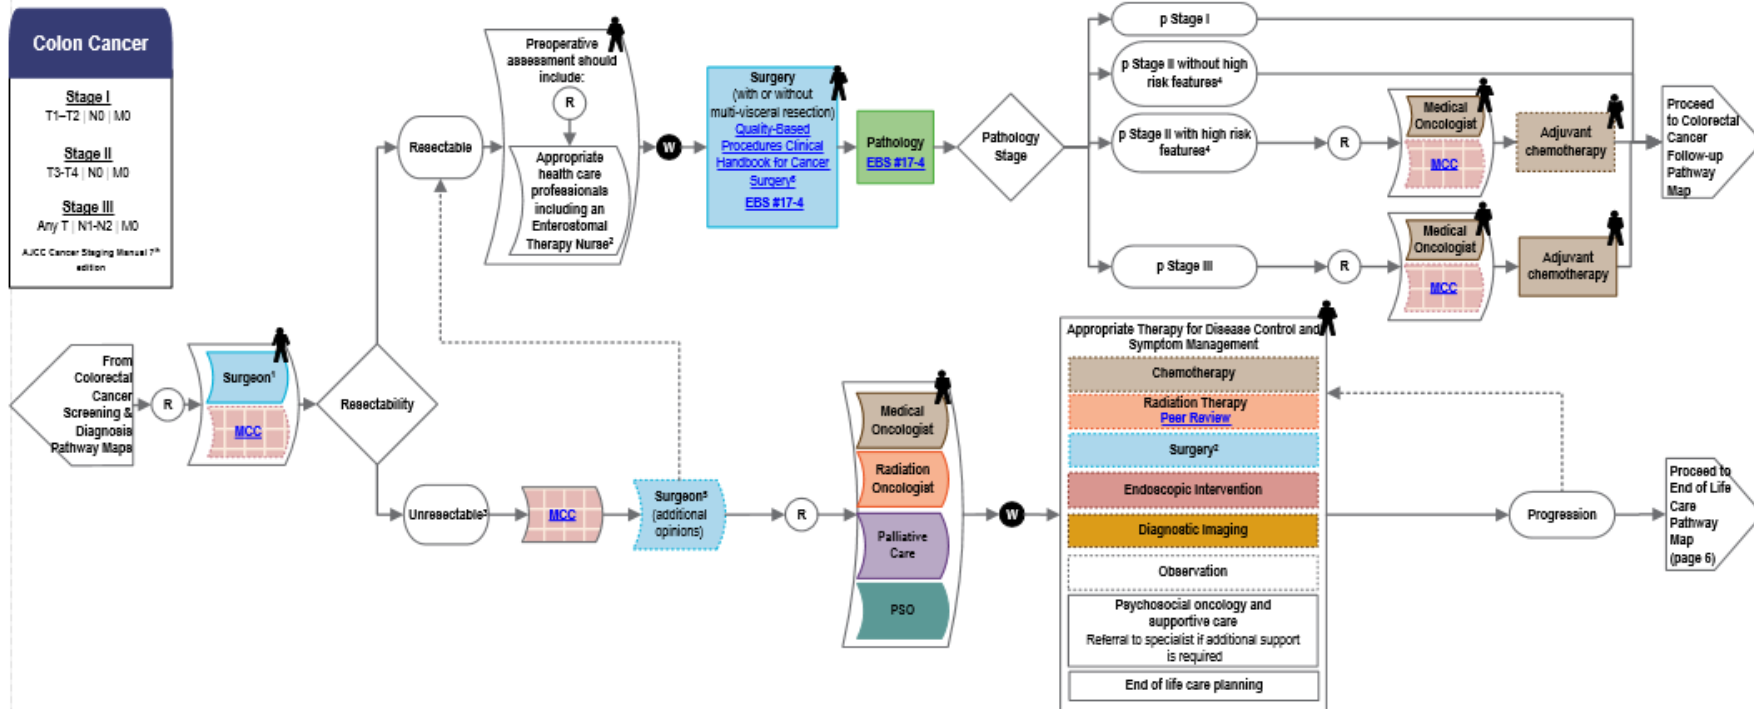 Colon Cancer
Stage I
T1–T2 | N0 | M0
Stage II
T3-T4 | N0 | M0
Stage III
Any T | N1-N2 | M0
AJCC Cancer Staging Manual 7th
edition
From
Colorectal
Cancer
Screening &
Diagnosis
Pathway Maps
R
Surgeon1
MCC
Resectability
Resectable
Preoperative
assessment should
include:
R
Appropriate
health care
professionals
including an
Enterostomal
Therapy Nurse2
W
Surgery
(with or without
multi-visceral resection)
Quality-Based
Procedures Clinical
Handbook for Cancer
Surgery6
EBS #17-4
Pathology
EBS #17-4
Pathology
Stage
p Stage I
p Stage II without high
risk features4
p Stage II with high risk
features4
R
Medical
Oncologist
MCC
Adjuvant
chemotherapy
p Stage III
R
Medical
Oncologist
MCC
Adjuvant
chemotherapy
Proceed
to Colorectal
Cancer
Follow-up
Pathway
Map
Unresectable3
MCC
Surgeon5
(additional
opinions)
R
Medical
Oncologist
Radiation
Oncologist
Palliative
Care
PSO
W
Appropriate Therapy for Disease Control and
Symptom Management
Chemotherapy
Radiation Therapy
Peer Review
Surgery2
Endoscopic Intervention
Diagnostic Imaging
Observation
Psychosocial oncology and
supportive care
Referral to specialist if additional support
is required
End of life care planning
Progression
Proceed to
End of Life
Care
Pathway
Map
(page 6)